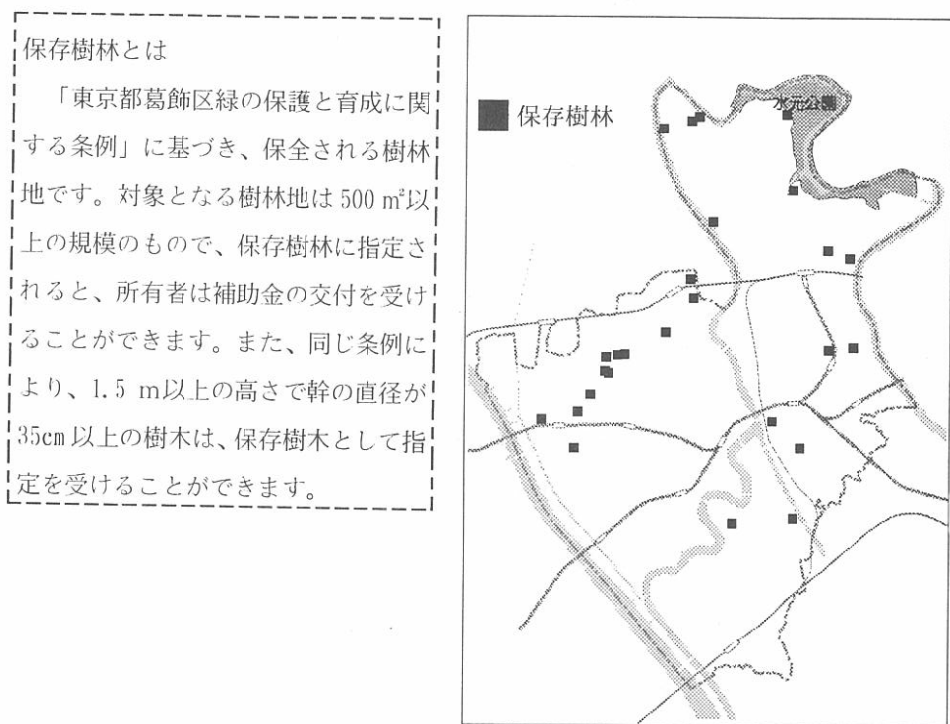 保存樹林とは
「東京都葛飾区緑の保護と育成に関
する条例」に基づき、保全される樹林
地です。対象となる樹林地は 500 ㎡以
上の規模のもので、保存樹林に指定さ
れると、所有者は補助金の交付を受け
ることができます。また、同じ条例に
より、1.5 m以上の高さで幹の直径が
35cm以上の樹木は、保存樹木として指
定を受けることができます。
保存樹林
水元公園